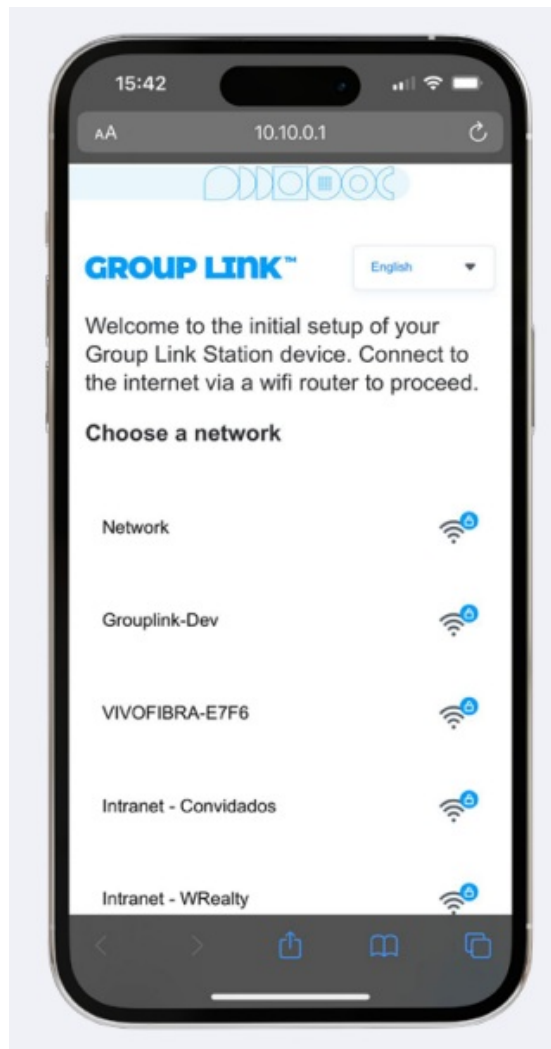 15:42
AA 10.10.0.1
GROUP LINK™
English
Welcome to the initial setup of your
Group Link Station device. Connect to
the internet via a wifi router to proceed.
Choose a network
Network
Grouplink-Dev
VIVOFIBRA-E7F6
Intranet - Convidados
Intranet - WRealty